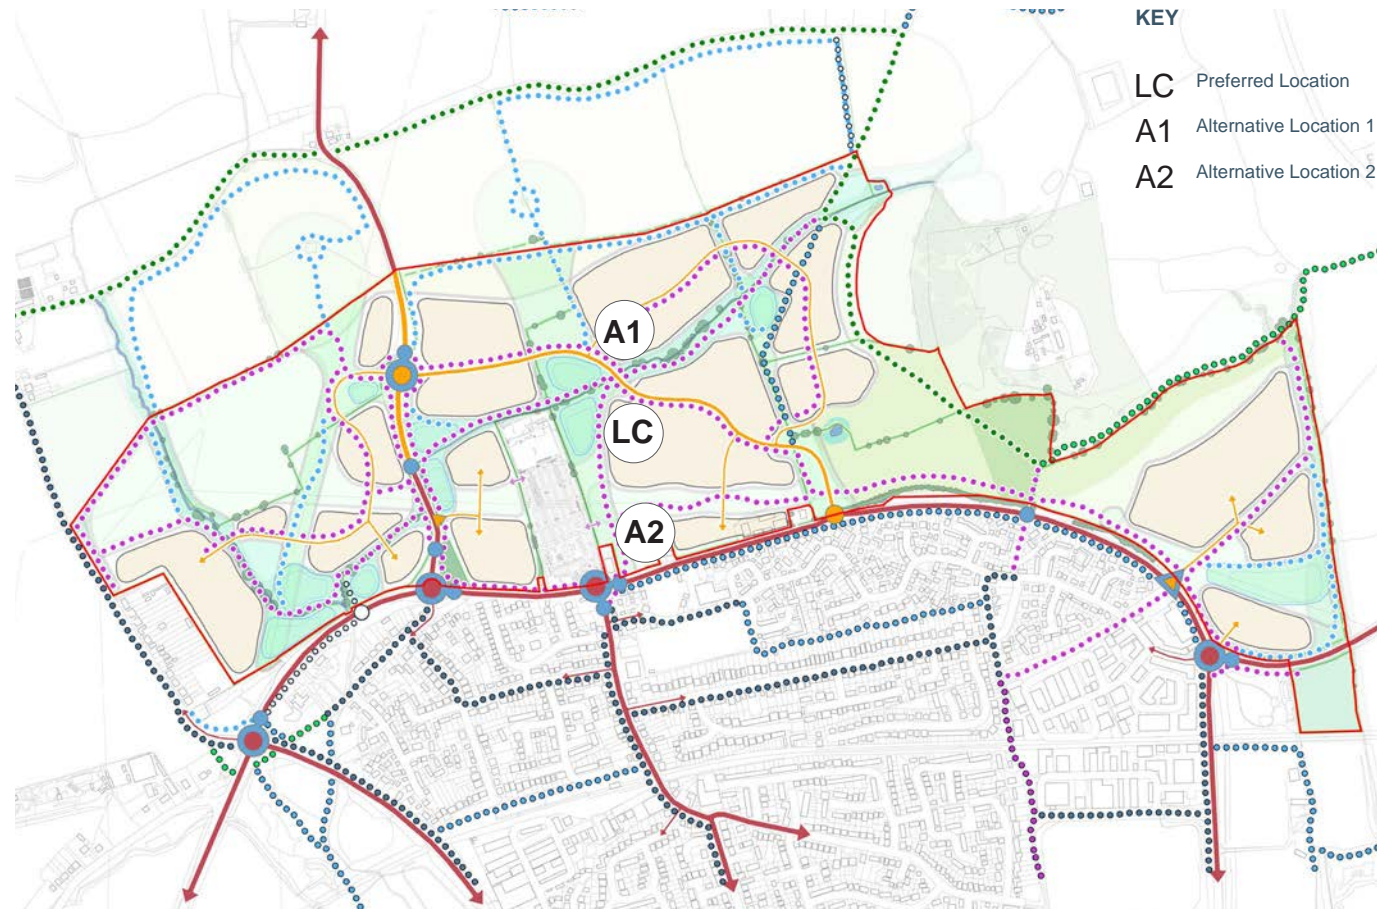 KEY
LC Preferred Location
A1 Alternative Location 1
A2 Alternative Location 2
A1
LC
A2